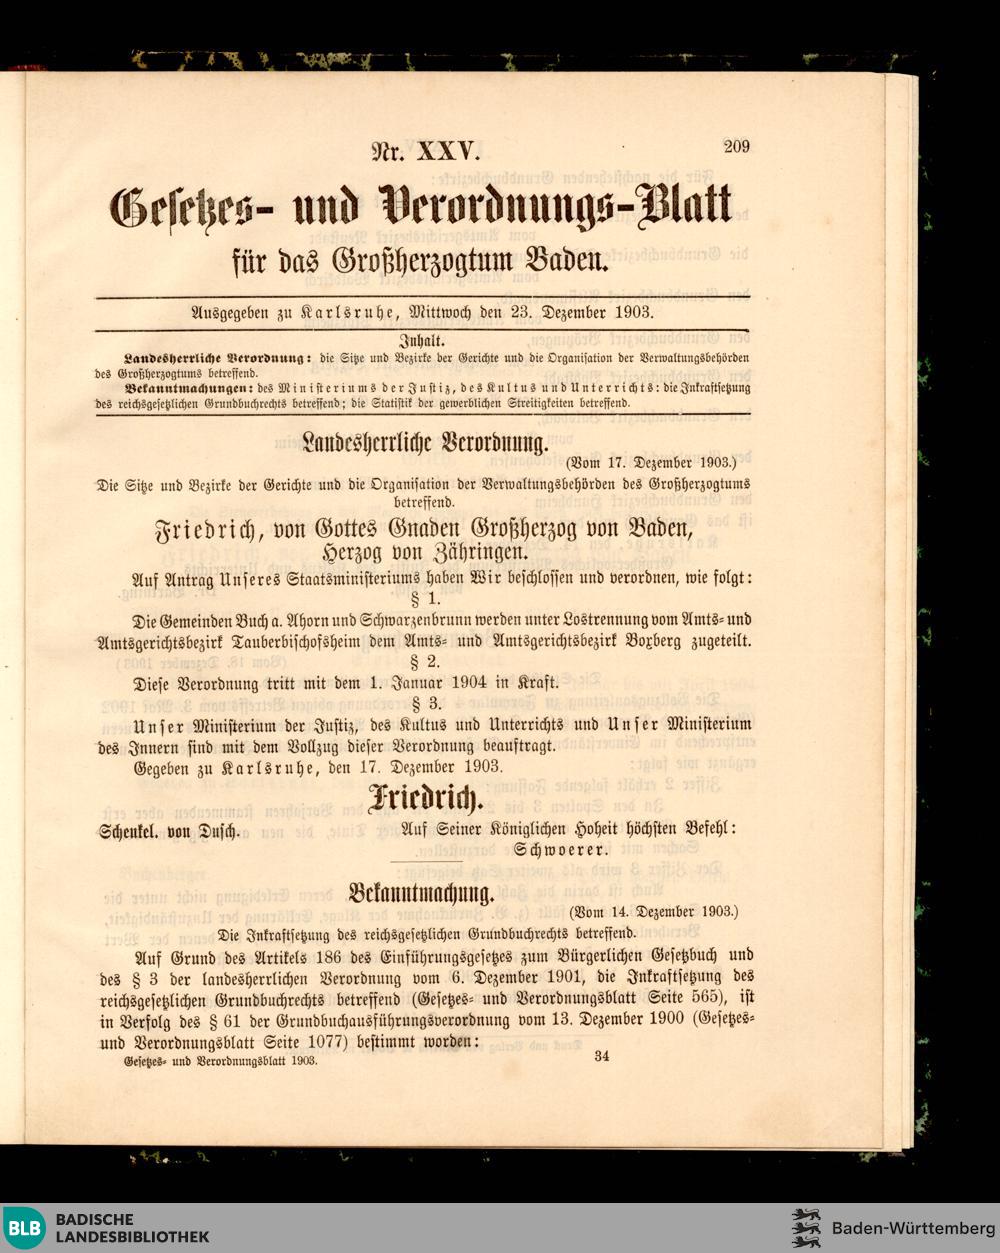 Nr. XXV. 209
Gesetzes- und Verordnungs-Blatt
für das Großherzogtum Baden.
Ausgegeben zu Karlsruhe, Mittwoch den 23. Dezember 1903.
Inhalt.
Landesherrliche Verordnung: die Sitze und Bezirke der Gerichte und die Organisation der Verwaltungsbehörden
des Großherzogtums betreffend.
Bekanntmachungen: des Ministeriums der Justiz, des Kultus und Unterrichts: die Inkraftsetzung
des reichsgesetzlichen Grundbuchrechts betreffend; die Statistik der gewerblichen Streitigkeiten betreffend.
Landesherrliche Verordnung.
(Vom 17. Dezember 1903.)
Die Sitze und Bezirke der Gerichte und die Organisation der Verwaltungsbehörden des Großherzogtums
betreffend.
Friedrich, von Gottes Gnaden Großherzog von Baden,
Herzog von Zähringen.
Auf Antrag Unseres Staatsministeriums haben Wir beschlossen und verordnen, wie folgt:
§ 1.
Die Gemeinden Buch a. Ahorn und Schwarzenbrunn werden unter Lostrennung vom Amts- und
Amtsgerichtsbezirk Tauberbischofsheim dem Amts- und Amtsgerichtsbezirk Boxberg zugeteilt.
§ 2.
Diese Verordnung tritt mit dem 1. Januar 1904 in Kraft.
§ 3.
Unser Ministerium der Justiz, des Kultus und Unterrichts und Unser Ministerium
des Innern sind mit dem Vollzug dieser Verordnung beauftragt.
Gegeben zu Karlsruhe, den 17. Dezember 1903.
Friedrich.
Schenkel. von Dusch. Auf Seiner Königlichen Hoheit höchsten Befehl:
Schwoerer.
Bekanntmachung.
(Vom 14. Dezember 1903.)
Die Inkraftsetzung des reichsgesetzlichen Grundbuchrechts betreffend.
Auf Grund des Artikels 186 des Einführungsgesetzes zum Bürgerlichen Gesetzbuch und
des § 3 der landesherrlichen Verordnung vom 6. Dezember 1901, die Inkraftsetzung des
reichsgesetzlichen Grundbuchrechts betreffend (Gesetzes- und Verordnungsblatt Seite 565), ist
in Verfolg des § 61 der Grundbuchausführungsverordnung vom 13. Dezember 1900 (Gesetzes-
und Verordnungsblatt Seite 1077) bestimmt worden:
Gesetzes- und Verordnungsblatt 1903. 34
BLB BADISCHE
LANDESBIBLIOTHEK
Baden-Württemberg